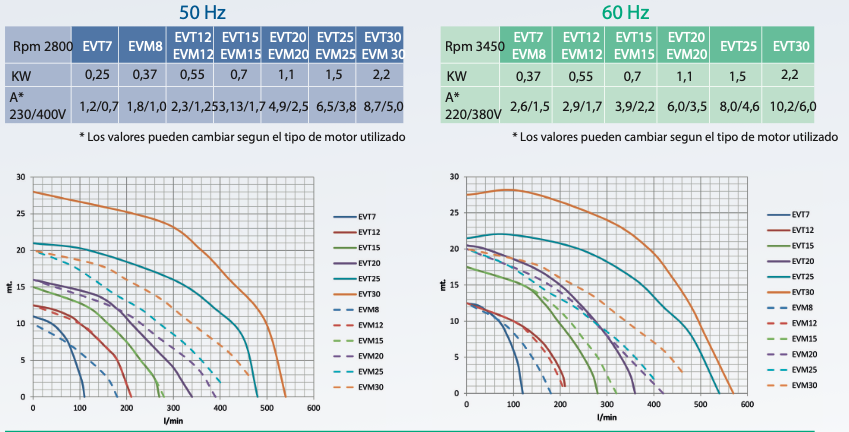 50 Hz
Rpm 2800 EVT7 EVM8 EVT12 EVM12 EVT15 EVM15 EVT20 EVM20 EVT25 EVM25 EVT30 EVM 30
KW 0,25 0,37 0,55 0,7 1,1 1,5 2,2
A*
230/400V 1,2/0,7 1,8/1,0 2,3/1,25 3,13/1,7 4,9/2,5 6,5/3,8 8,7/5,0
* Los valores pueden cambiar segun el tipo de motor utilizado
60 Hz
Rpm 3450 EVT7 EVM8 EVT12 EVM12 EVT15 EVM15 EVT20 EVM20 EVT25 EVT30
KW 0,37 0,55 0,7 1,1 1,5 2,2
A*
220/380V 2,6/1,5 2,9/1,7 3,9/2,2 6,0/3,5 8,0/4,6 10,2/6,0
* Los valores pueden cambiar segun el tipo de motor utilizado
30
25
20
15
10
5
0
mt.
0 100 200 300 400 500 600
l/min
EVT7
EVT12
EVT15
EVT20
EVT25
EVT30
EVM8
EVM12
EVM15
EVM20
EVM25
EVM30
30
25
20
15
10
5
0
mt.
0 100 200 300 400 500 600
l/min
EVT7
EVT12
EVT15
EVT20
EVT25
EVT30
EVM8
EVM12
EVM15
EVM20
EVM25
EVM30